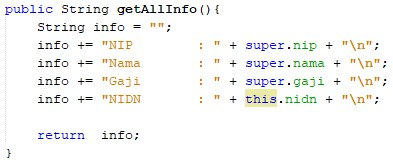 public String getAllInfo(){
String info = "";
info += "NIP        : " + super.nip + "\n";
info += "Nama       : " + super.nama + "\n";
info += "Gaji       : " + super.gaji + "\n";
info += "NIDN       : " + this.nidn + "\n";
return  info;
}